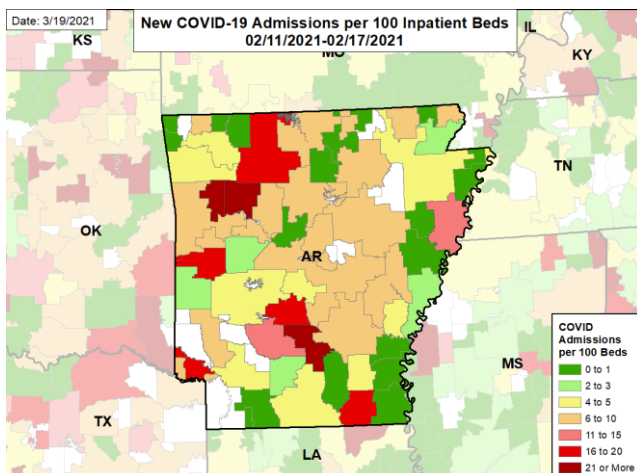 Date: 3/19/2021
New COVID-19 Admissions per 100 Inpatient Beds
02/11/2021-02/17/2021
KS
MO
IL
KY
TN
OK
AR
MS
TX
LA
COVID
Admissions
per 100 Beds
0 to 1
2 to 3
4 to 5
6 to 10
11 to 15
16 to 20
21 or More